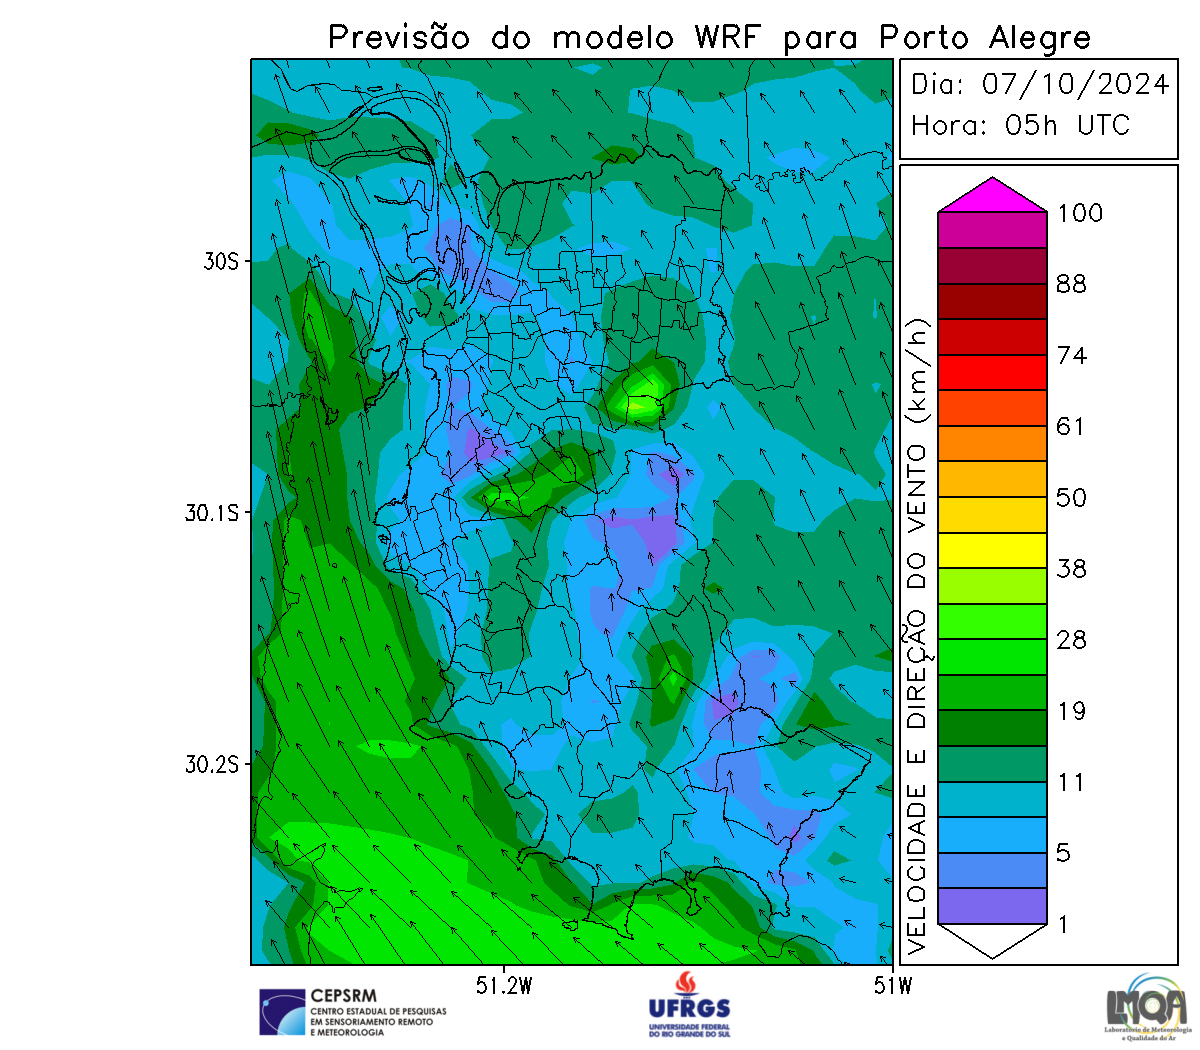 Previsão do modelo WRF para Porto Alegre
Dia: 07/10/2024
Hora: 05h UTC
VELOCIDADE E DIREÇÃO DO VENTO (km/h)
100
88
74
61
50
38
28
19
11
5
1
30S
30.1S
30.2S
51.2W
51W
CEPSRM
CENTRO ESTADUAL DE PESQUISAS
EM SENSORIAMENTO REMOTO
E METEOROLOGIA
UFRGS
UNIVERSIDADE FEDERAL
DO RIO GRANDE DO SUL
LMQA
Laboratório de Meteorologia
e Qualidade do Ar